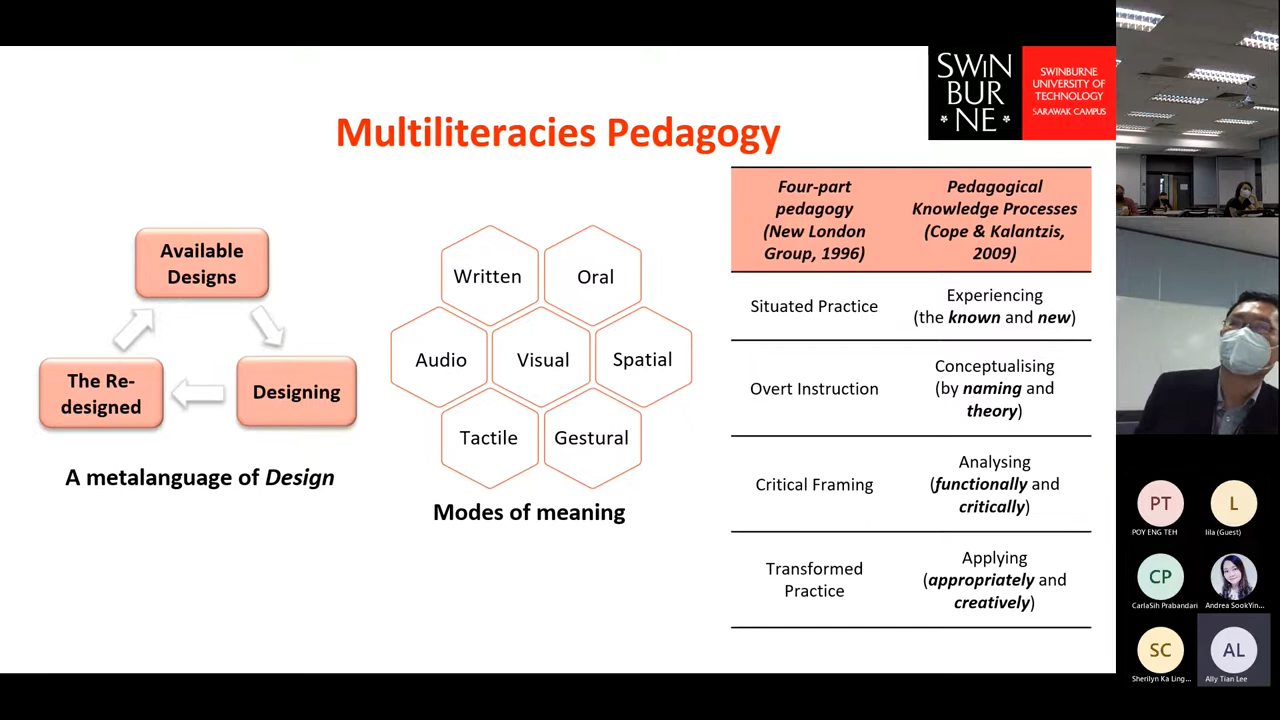 SWIN
BUR
NE
SWINBURNE
UNIVERSITY OF
TECHNOLOGY
SARAWAK CAMPUS
Multiliteracies Pedagogy
Available
Designs
The Re-
designed
Designing
A metalanguage of Design
Written
Oral
Audio
Visual
Spatial
Tactile
Gestural
Modes of meaning
Four-part
pedagogy
(New London
Group, 1996)
Pedagogical
Knowledge Processes
(Cope & Kalantzis,
2009)
Situated Practice
Experiencing
(the known and new)
Overt Instruction
Conceptualising
(by naming and
theory)
Critical Framing
Analysing
(functionally and
critically)
Transformed
Practice
Applying
(appropriately and
creatively)
PT
POY ENG TEH
L
lila (Guest)
CP
CarlaSih Prabandari
Andrea SookYin...
SC
Sherilyn Ka Ling...
AL
Ally Tian Lee